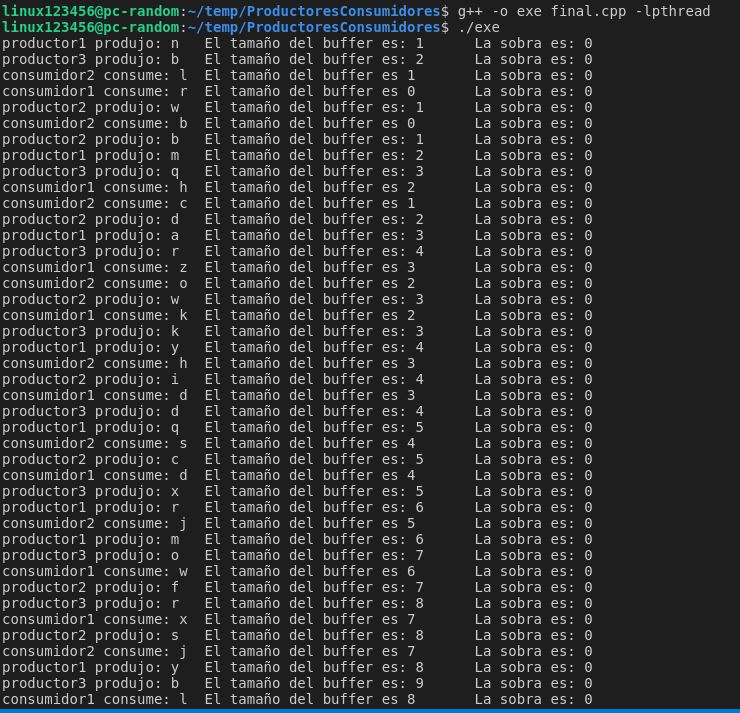 linux123456@pc-random:~/temp/ProductoresConsumidores$ g++ -o exe final.cpp -lpthread
linux123456@pc-random:~/temp/ProductoresConsumidores$ ./exe
productor1 produjo: n  El tamaño del buffer es: 1      La sobra es: 0
productor3 produjo: b  El tamaño del buffer es: 2      La sobra es: 0
consumidor2 consume: l  El tamaño del buffer es 1       La sobra es: 0
consumidor1 consume: r  El tamaño del buffer es 0       La sobra es: 0
productor2 produjo: w  El tamaño del buffer es: 1      La sobra es: 0
consumidor2 consume: b  El tamaño del buffer es 0       La sobra es: 0
productor2 produjo: b  El tamaño del buffer es: 1      La sobra es: 0
productor1 produjo: m  El tamaño del buffer es: 2      La sobra es: 0
productor3 produjo: q  El tamaño del buffer es: 3      La sobra es: 0
consumidor1 consume: h  El tamaño del buffer es 2       La sobra es: 0
consumidor2 consume: c  El tamaño del buffer es 1       La sobra es: 0
productor2 produjo: d  El tamaño del buffer es: 2      La sobra es: 0
productor1 produjo: a  El tamaño del buffer es: 3      La sobra es: 0
productor3 produjo: r  El tamaño del buffer es: 4      La sobra es: 0
consumidor1 consume: z  El tamaño del buffer es 3       La sobra es: 0
consumidor2 consume: o  El tamaño del buffer es 2       La sobra es: 0
productor2 produjo: w  El tamaño del buffer es: 3      La sobra es: 0
consumidor1 consume: k  El tamaño del buffer es 2       La sobra es: 0
productor3 produjo: k  El tamaño del buffer es: 3      La sobra es: 0
productor1 produjo: y  El tamaño del buffer es: 4      La sobra es: 0
consumidor2 consume: h  El tamaño del buffer es 3       La sobra es: 0
productor2 produjo: i  El tamaño del buffer es: 4      La sobra es: 0
consumidor1 consume: d  El tamaño del buffer es 3       La sobra es: 0
productor3 produjo: d  El tamaño del buffer es: 4      La sobra es: 0
productor1 produjo: q  El tamaño del buffer es: 5      La sobra es: 0
consumidor2 consume: s  El tamaño del buffer es 4       La sobra es: 0
productor2 produjo: c  El tamaño del buffer es: 5      La sobra es: 0
consumidor1 consume: d  El tamaño del buffer es 4       La sobra es: 0
productor3 produjo: x  El tamaño del buffer es: 5      La sobra es: 0
productor1 produjo: r  El tamaño del buffer es: 6      La sobra es: 0
consumidor2 consume: j  El tamaño del buffer es 5       La sobra es: 0
productor1 produjo: m  El tamaño del buffer es: 6      La sobra es: 0
productor3 produjo: o  El tamaño del buffer es: 7      La sobra es: 0
consumidor1 consume: w  El tamaño del buffer es 6       La sobra es: 0
productor2 produjo: f  El tamaño del buffer es: 7      La sobra es: 0
productor3 produjo: r  El tamaño del buffer es: 8      La sobra es: 0
consumidor1 consume: x  El tamaño del buffer es 7       La sobra es: 0
productor2 produjo: s  El tamaño del buffer es: 8      La sobra es: 0
consumidor2 consume: j  El tamaño del buffer es 7       La sobra es: 0
productor1 produjo: y  El tamaño del buffer es: 8      La sobra es: 0
productor3 produjo: b  El tamaño del buffer es: 9      La sobra es: 0
consumidor1 consume: l  El tamaño del buffer es 8       La sobra es: 0